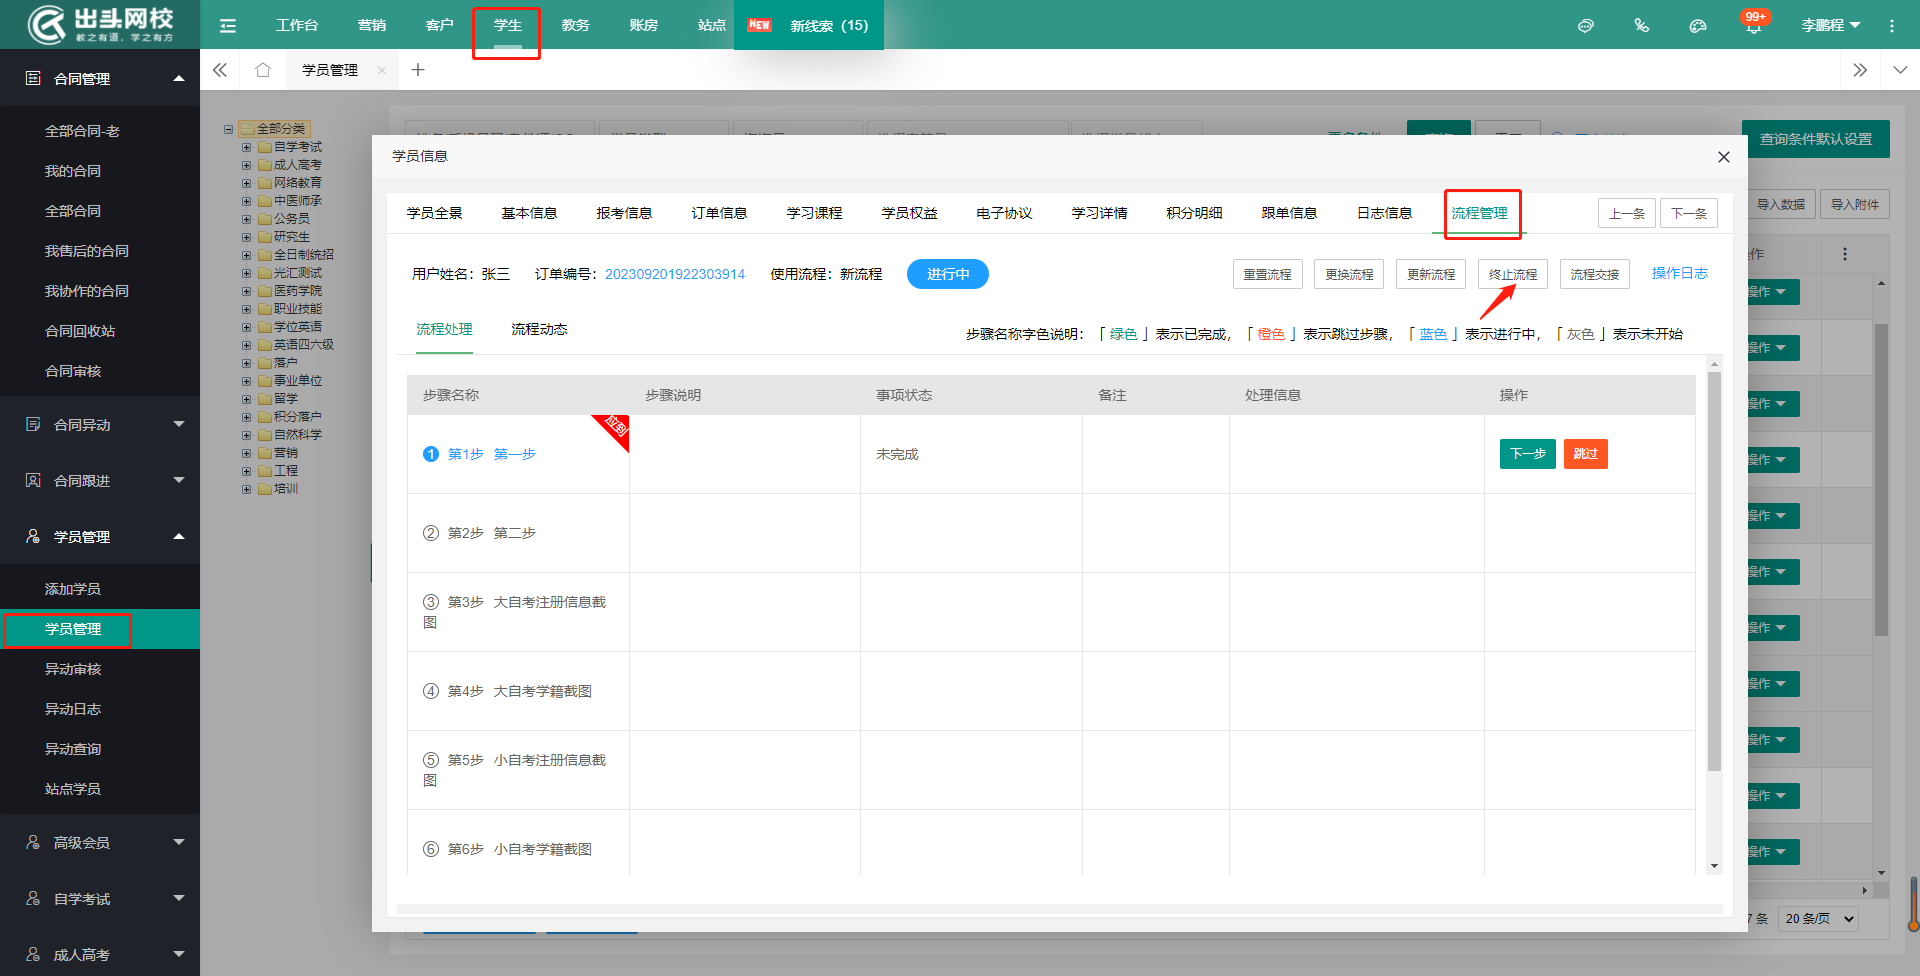 出头网校
教之有道，学之有方
工作台
营销
客户
学生
教务
账房
站点
NEW
新线索（15）
99+
李鹏程
学员管理
合同管理
全部合同-老
我的合同
全部合同
我售后的合同
我协作的合同
合同回收站
合同审核
合同异动
合同跟进
学员管理
添加学员
学员管理
异动审核
异动日志
异动查询
站点学员
高级会员
自学考试
成人高考
全部分类
自学考试
成人高考
网络教育
中医师承
公务员
研究生
全日制统招
光汇测试
医药学院
职业技能
学位英语
英语四六级
落户
事业单位
留学
积分落户
自然科学
营销
工程
培训
查询条件默认设置
导入数据
导入附件
学员信息
学员全景
基本信息
报考信息
订单信息
学习课程
学员权益
电子协议
学习详情
积分明细
跟单信息
日志信息
流程管理
上一条
下一条
用户姓名：张三
订单编号：202309201922303914
使用流程：新流程
进行中
重置流程
更换流程
更新流程
终止流程
流程交接
操作日志
流程处理
流程动态
步骤名称字色说明：「 绿色 」表示已完成，「 橙色 」表示跳过步骤，「 蓝色 」表示进行中，「 灰色 」表示未开始
步骤名称
步骤说明
事项状态
备注
处理信息
操作
应到
① 第1步 第一步
未完成
下一步
跳过
② 第2步 第二步
③ 第3步 大自考注册信息截
图
④ 第4步 大自考学籍截图
⑤ 第5步 小自考注册信息截
图
⑥ 第6步 小自考学籍截图
作
操作
操作
操作
操作
操作
操作
操作
操作
操作
操作
操作
7 条
20 条/页